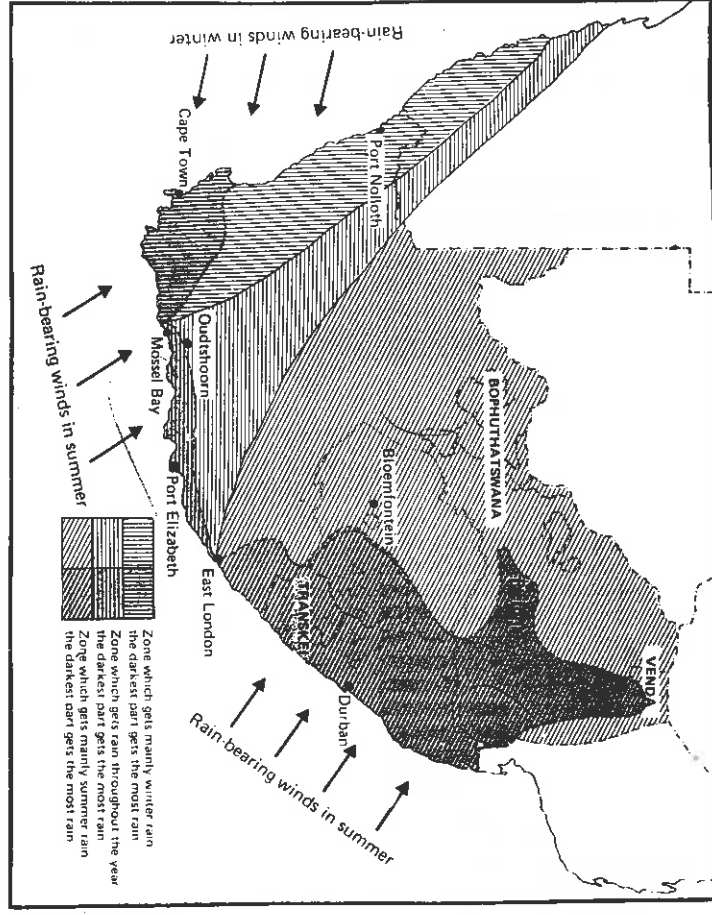 Rain-bearing winds in winter
Cape Town
Port Nolloth
Rain-bearing winds in summer
Oudtshoorn
Mossel Bay
Port Elizabeth
East London
BOPHUTHATSWANA
Bloemfontein
TRANSKEI
VENDA
Durban
Rain-bearing winds in summer
Zone which gets mainly winter rain
the darkest part gets the most rain
Zone which gets rain throughout the year
the darkest part gets the most rain
Zone which gets mainly summer rain
the darkest part gets the most rain